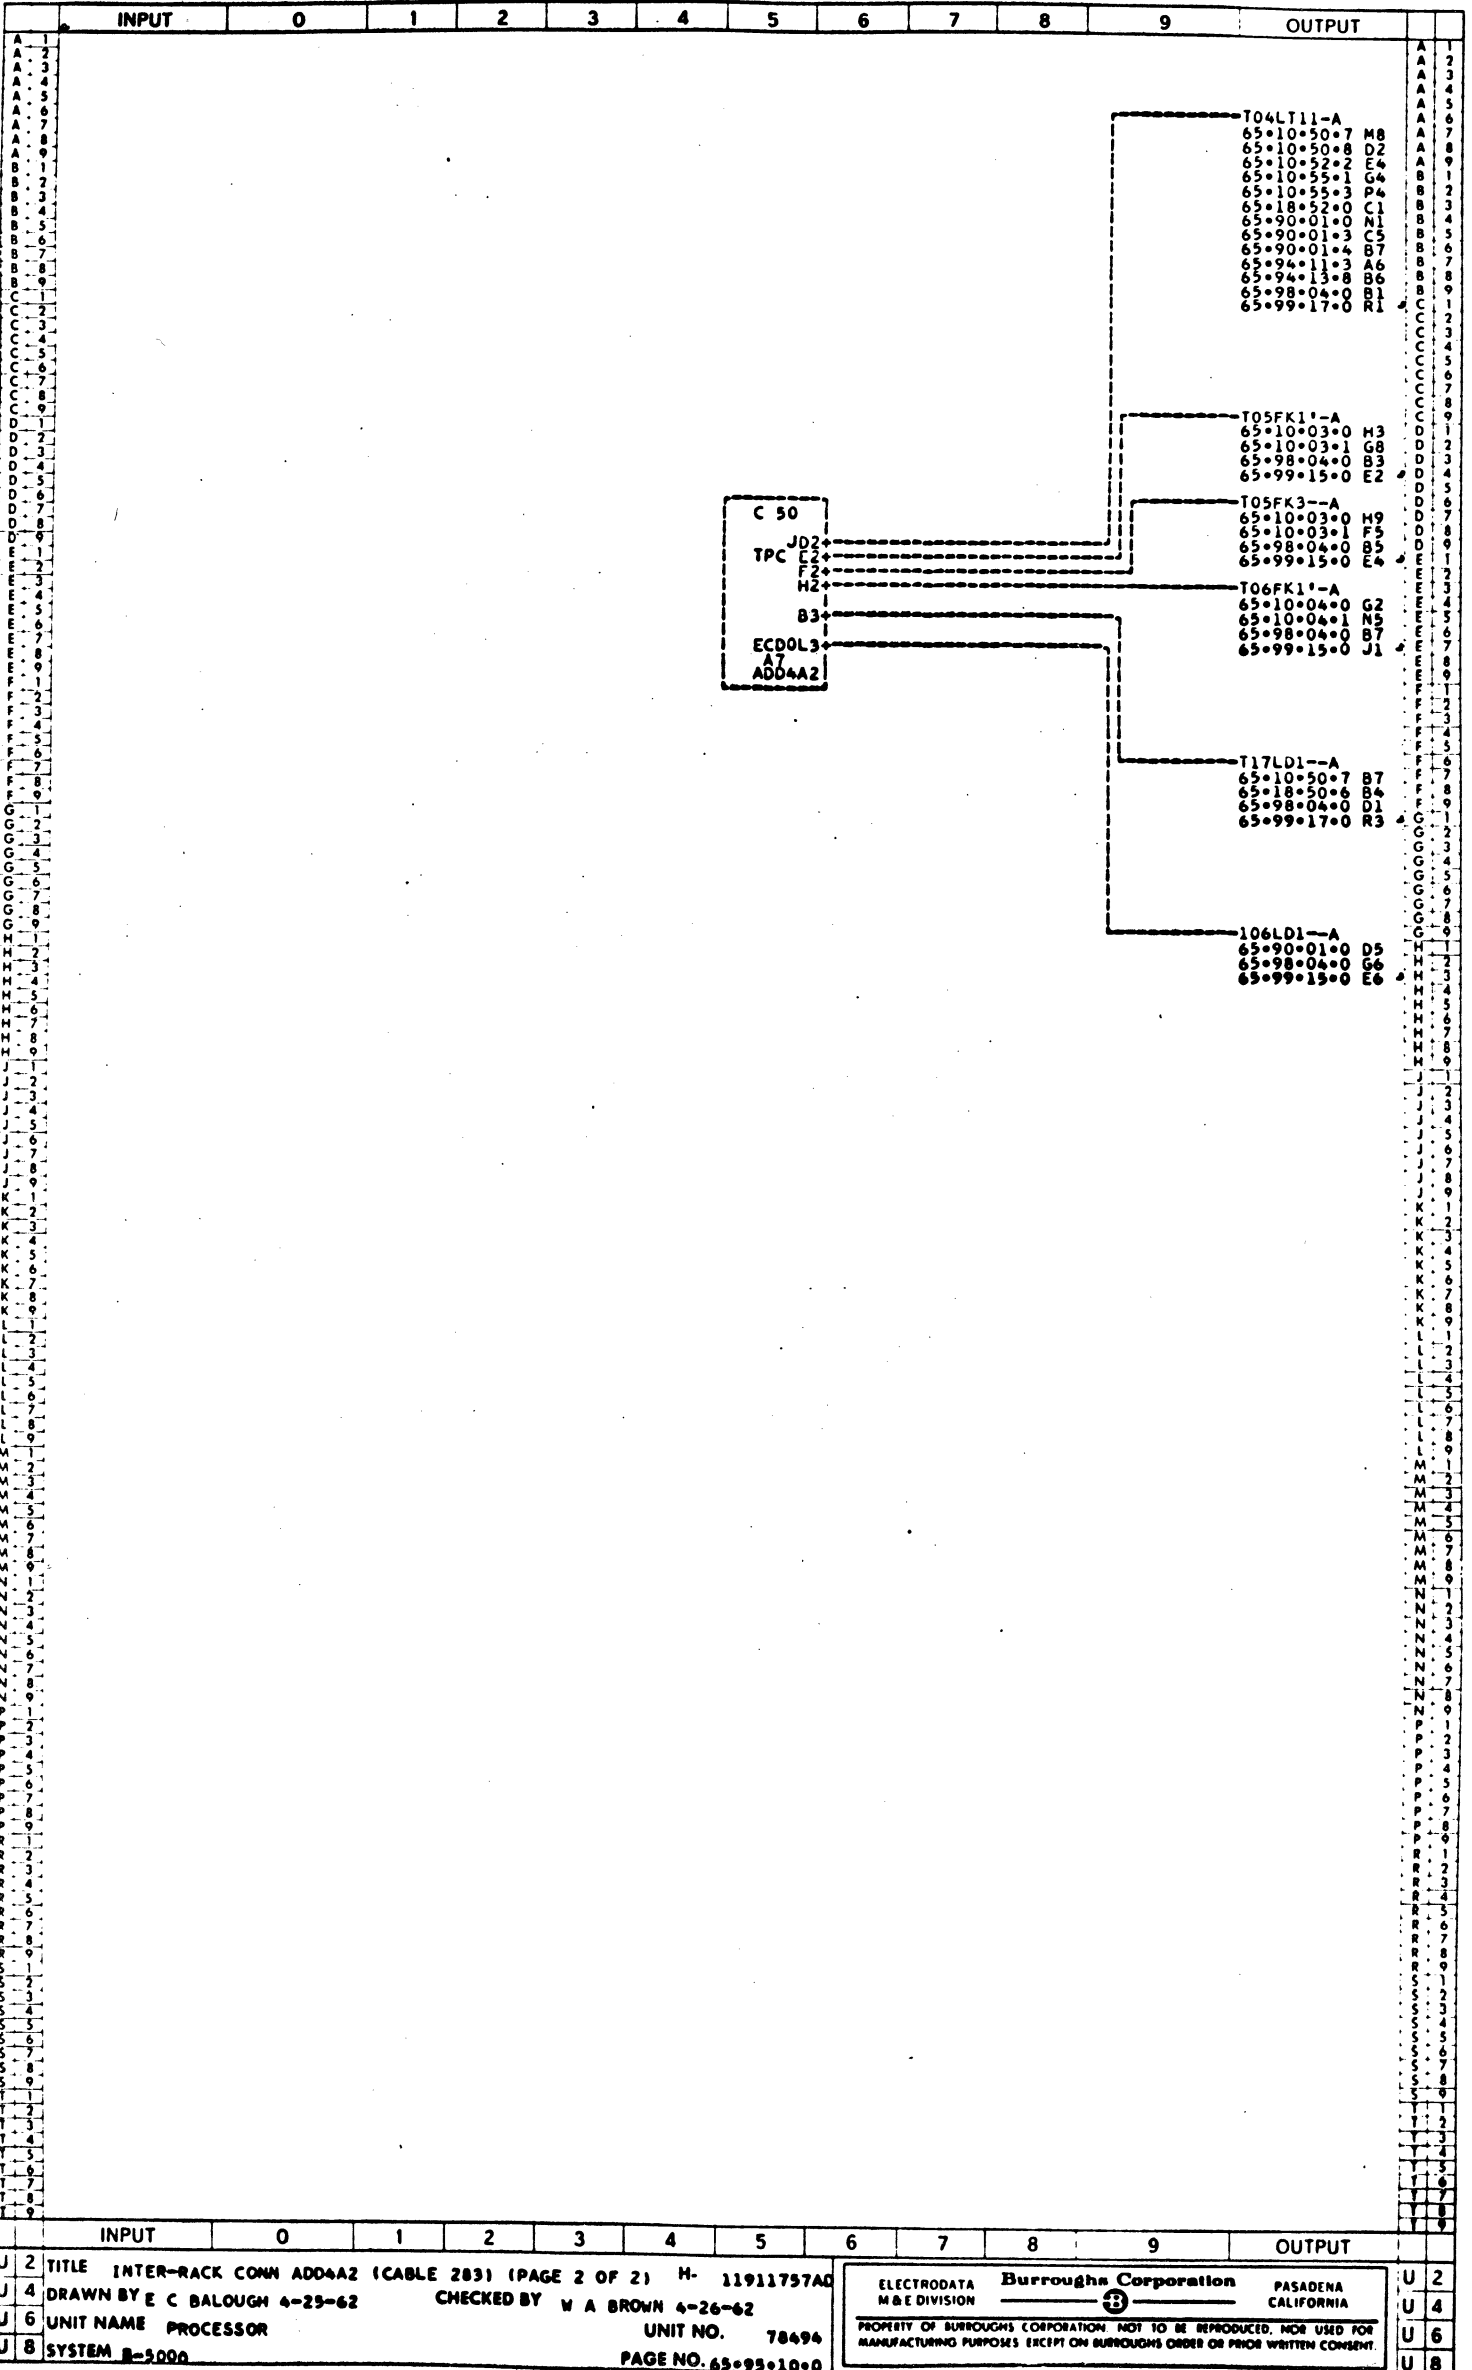 INPUT 0 1 2 3 4 5 6 7 8 9 OUTPUT
T04LT11-A
65•10•50•7 M8
65•10•50•8 D2
65•10•52•2 E4
65•10•55•1 G4
65•10•55•3 P4
65•18•52•0 C1
65•90•01•0 N1
65•90•01•3 C5
65•90•01•4 B7
65•94•11•3 A6
65•94•13•8 B6
65•98•04•0 B1
65•99•17•0 R1
T05FK1'-A
65•10•03•0 H3
65•10•03•1 G8
65•98•04•0 B3
65•99•15•0 E2
T05FK3--A
65•10•03•0 H9
65•10•03•1 F5
65•98•04•0 B5
65•99•15•0 E4
C 50
JD2
TPC E2
F2
H2
B3
ECDOL3
A7
ADD4A2
T06FK1'-A
65•10•04•0 G2
65•10•04•1 N5
65•98•04•0 B7
65•99•15•0 J1
T17LD1--A
65•10•50•7 B7
65•18•50•6 B4
65•98•04•0 D1
65•99•17•0 R3
106LD1--A
65•90•01•0 D5
65•98•04•0 G6
65•99•15•0 E6
INPUT 0 1 2 3 4 5 6 7 8 9 OUTPUT
U 2 TITLE INTER-RACK CONN ADD4A2 (CABLE 283) (PAGE 2 OF 2) H- 11911757AD
U 4 DRAWN BY E C BALOUGH 4-25-62 CHECKED BY W A BROWN 4-26-62
U 6 UNIT NAME PROCESSOR UNIT NO. 78494
U 8 SYSTEM B-5000 PAGE NO. 65•95•10•0
ELECTRODATA M & E DIVISION
Burroughs Corporation
B
PASADENA CALIFORNIA
PROPERTY OF BURROUGHS CORPORATION. NOT TO BE REPRODUCED, NOR USED FOR
MANUFACTURING PURPOSES EXCEPT ON BURROUGHS ORDER OR PRIOR WRITTEN CONSENT.
U 2
U 4
U 6
U 8